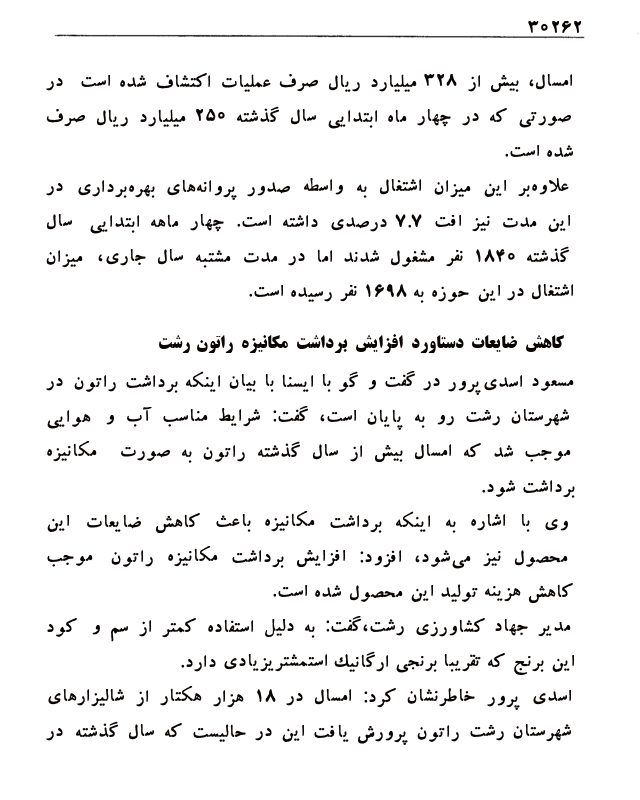 ۳۰۲۶۲
امسال، بیش از ۳۲۸ میلیارد ریال صرف عملیات اکتشاف شده است در
صورتی که در چهار ماه ابتدایی سال گذشته ۲۵۰ میلیارد ریال صرف
شده است.
علاوه‌بر این میزان اشتغال به واسطه صدور پروانه‌های بهره‌برداری در
این مدت نیز افت ۷.۷ درصدی داشته است. چهار ماهه ابتدایی سال
گذشته ۱۸۴۰ نفر مشغول شدند اما در مدت مشتبه سال جاری، میزان
اشتغال در این حوزه به ۱۶۹۸ نفر رسیده است.
کاهش ضایعات دستاورد افزایش برداشت مکانیزه راتون رشت
مسعود اسدی‌پرور در گفت و گو با ایسنا با بیان اینکه برداشت راتون در
شهرستان رشت رو به پایان است، گفت: شرایط مناسب آب و هوایی
موجب شد که امسال بیش از سال گذشته راتون به صورت مکانیزه
برداشت شود.
وی با اشاره به اینکه برداشت مکانیزه باعث کاهش ضایعات این
محصول نیز می‌شود، افزود: افزایش برداشت مکانیزه راتون موجب
کاهش هزینه تولید این محصول شده است.
مدیر جهاد کشاورزی رشت،گفت: به دلیل استفاده کمتر از سم و کود
این برنج که تقریبا برنجی ارگانیك استمشتریزیادی دارد.
اسدی پرور خاطرنشان کرد: امسال در ۱۸ هزار هکتار از شالیزارهای
شهرستان رشت راتون پرورش یافت این در حالیست که سال گذشته در